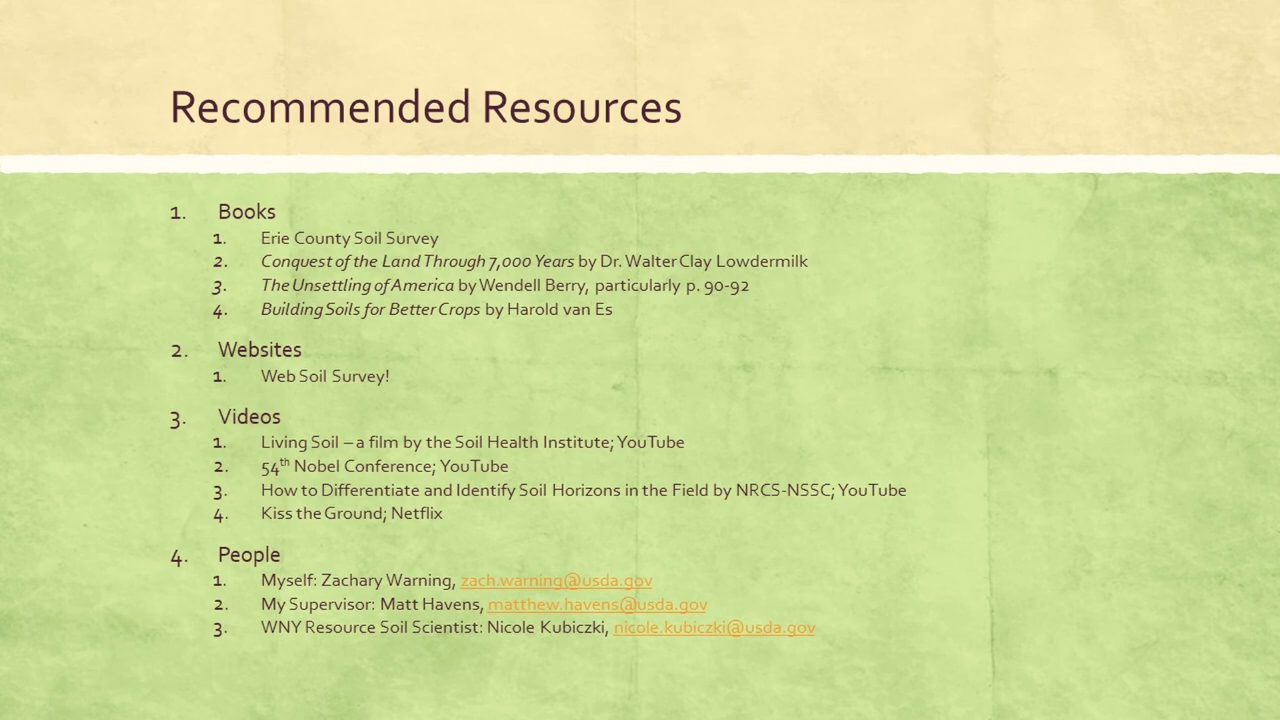 Recommended Resources
1. Books
1. Erie County Soil Survey
2. Conquest of the Land Through 7,000 Years by Dr. Walter Clay Lowdermilk
3. The Unsettling of America by Wendell Berry, particularly p. 90-92
4. Building Soils for Better Crops by Harold van Es
2. Websites
1. Web Soil Survey!
3. Videos
1. Living Soil – a film by the Soil Health Institute; YouTube
2. 54th Nobel Conference; YouTube
3. How to Differentiate and Identify Soil Horizons in the Field by NRCS-NSSC; YouTube
4. Kiss the Ground; Netflix
4. People
1. Myself: Zachary Warning, zach.warning@usda.gov
2. My Supervisor: Matt Havens, matthew.havens@usda.gov
3. WNY Resource Soil Scientist: Nicole Kubiczki, nicole.kubiczki@usda.gov